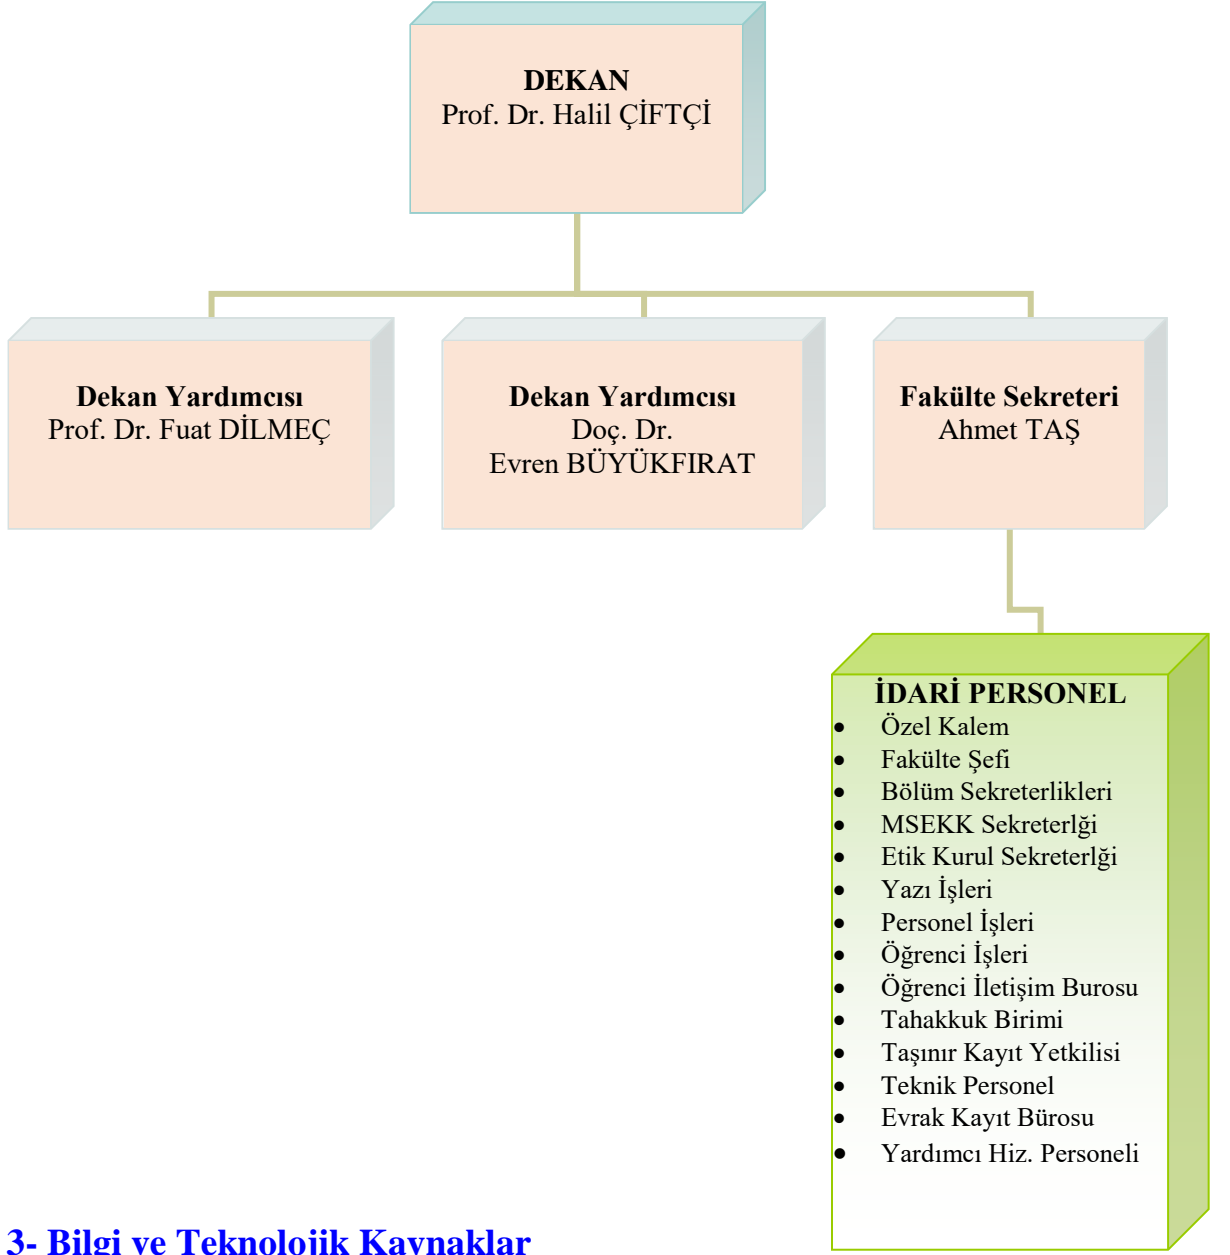 DEKAN
Prof. Dr. Halil ÇİFTÇİ
Dekan Yardımcısı
Prof. Dr. Fuat DİLMEÇ
Dekan Yardımcısı
Doç. Dr.
Evren BÜYÜKFIRAT
Fakülte Sekreteri
Ahmet TAŞ
İDARİ PERSONEL
• Özel Kalem
• Fakülte Şefi
• Bölüm Sekreterlikleri
• MSEKK Sekreterlği
• Etik Kurul Sekreterlği
• Yazı İşleri
• Personel İşleri
• Öğrenci İşleri
• Öğrenci İletişim Burosu
• Tahakkuk Birimi
• Taşınır Kayıt Yetkilisi
• Teknik Personel
• Evrak Kayıt Bürosu
• Yardımcı Hiz. Personeli
3- Bilgi ve Teknolojik Kaynaklar